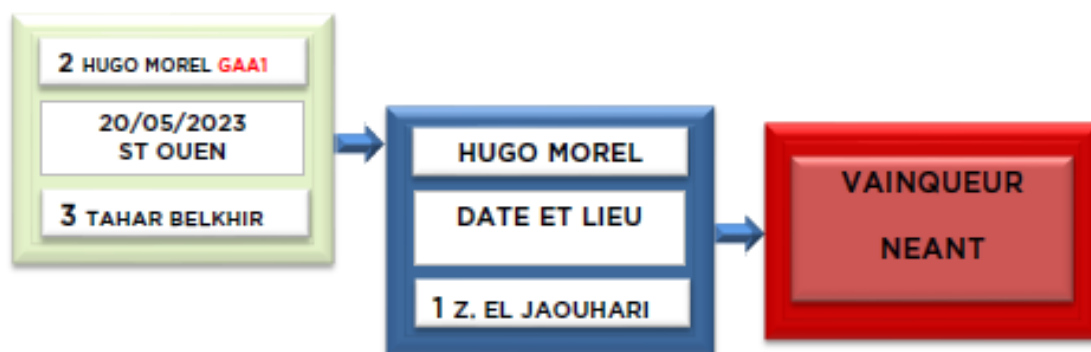 2 HUGO MOREL GAA1
20/05/2023
ST OUEN
3 TAHAR BELKHIR
HUGO MOREL
DATE ET LIEU
1 Z. EL JAOUHARI
VAINQUEUR
NEANT